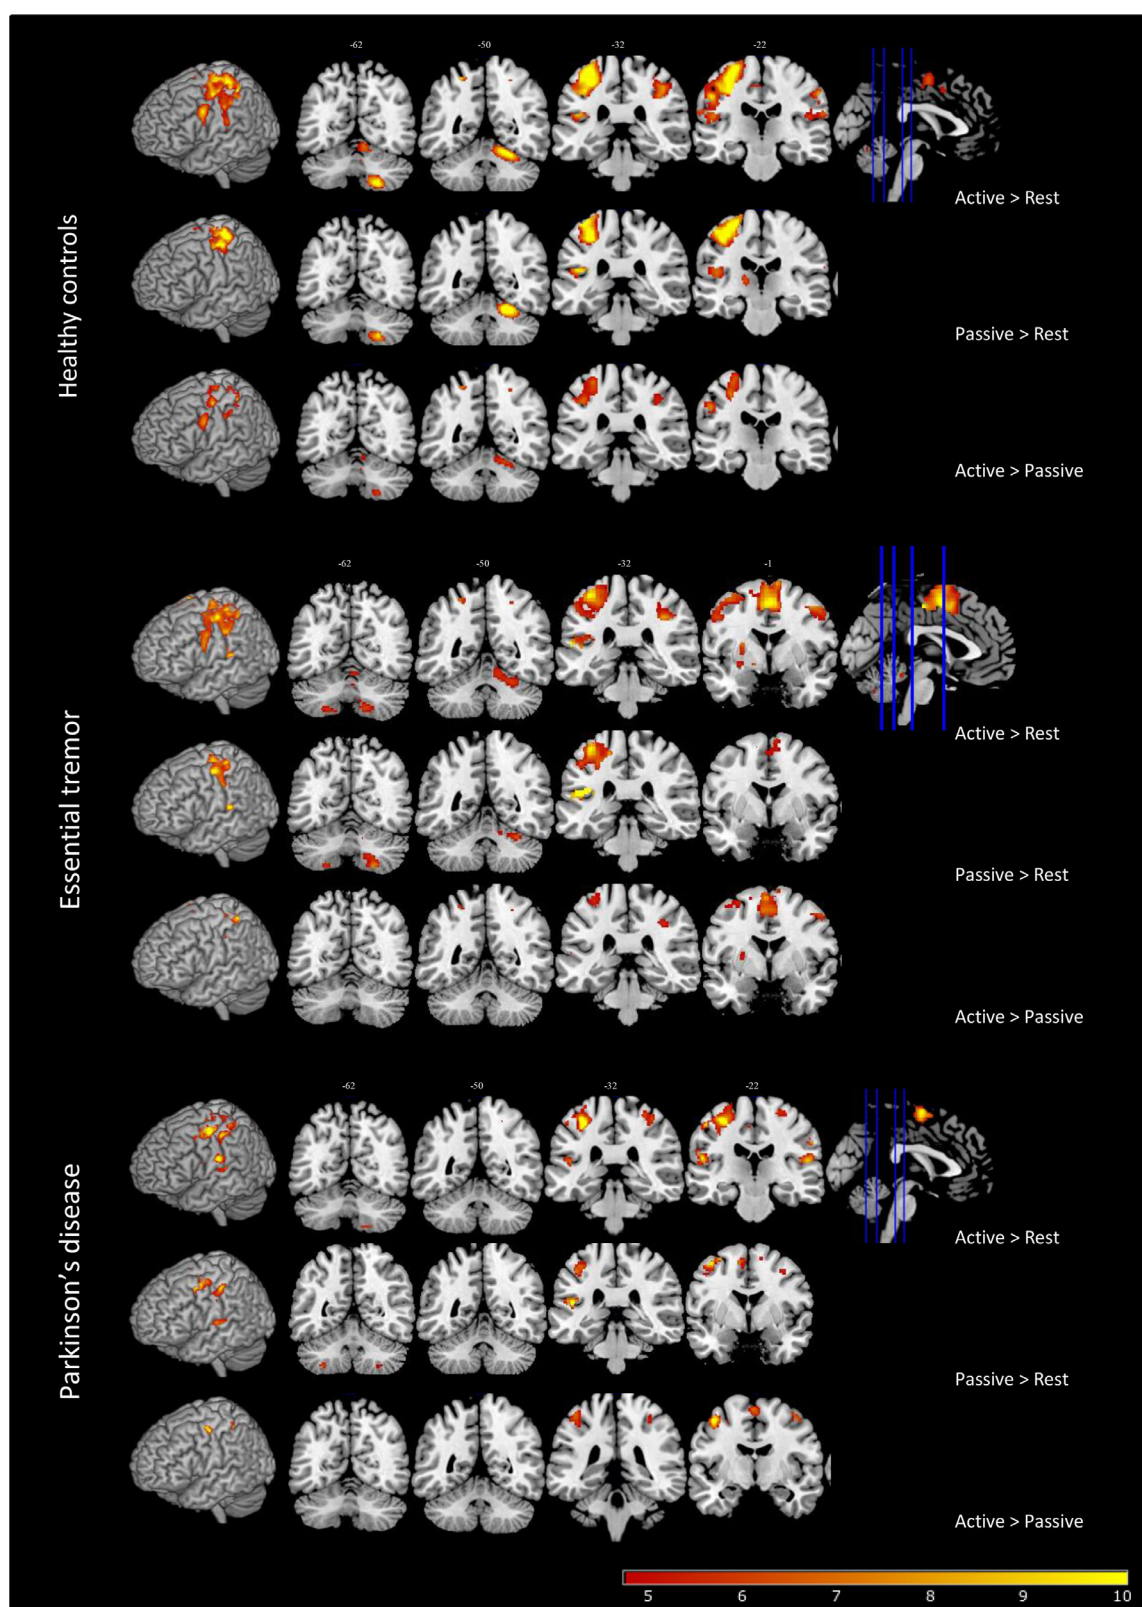 -62 -50 -32 -22
Active > Rest
Healthy controls
Passive > Rest
Active > Passive
-62 -50 -32 -1
Active > Rest
Essential tremor
Passive > Rest
Active > Passive
-62 -50 -32 -22
Active > Rest
Parkinson's disease
Passive > Rest
Active > Passive
5 6 7 8 9 10